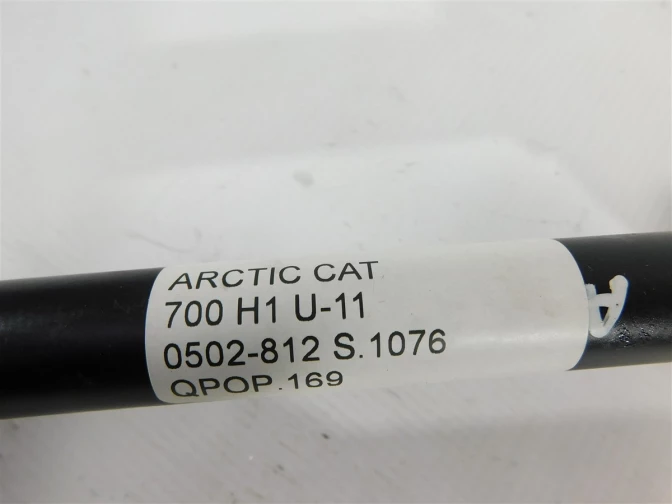 ARCTIC CAT
700 H1 U-11
0502-812 S.1076
QPOP.169
A